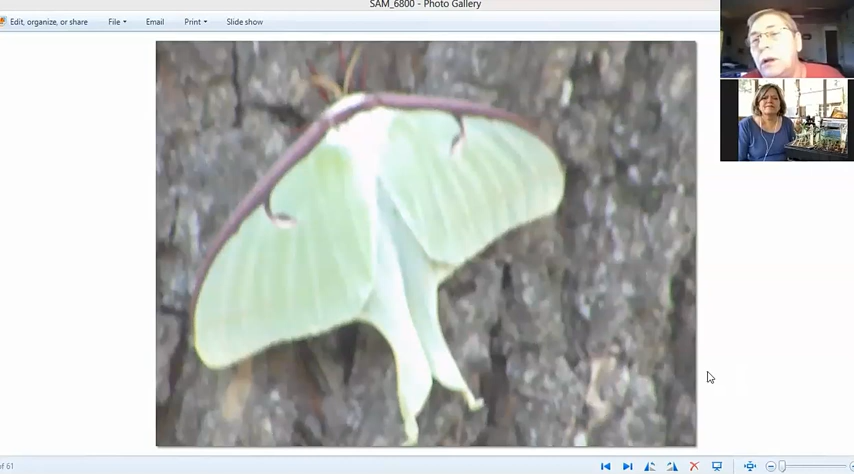 SAM_6800 - Photo Gallery
Edit, organize, or share File Email Print Slide show
of 61